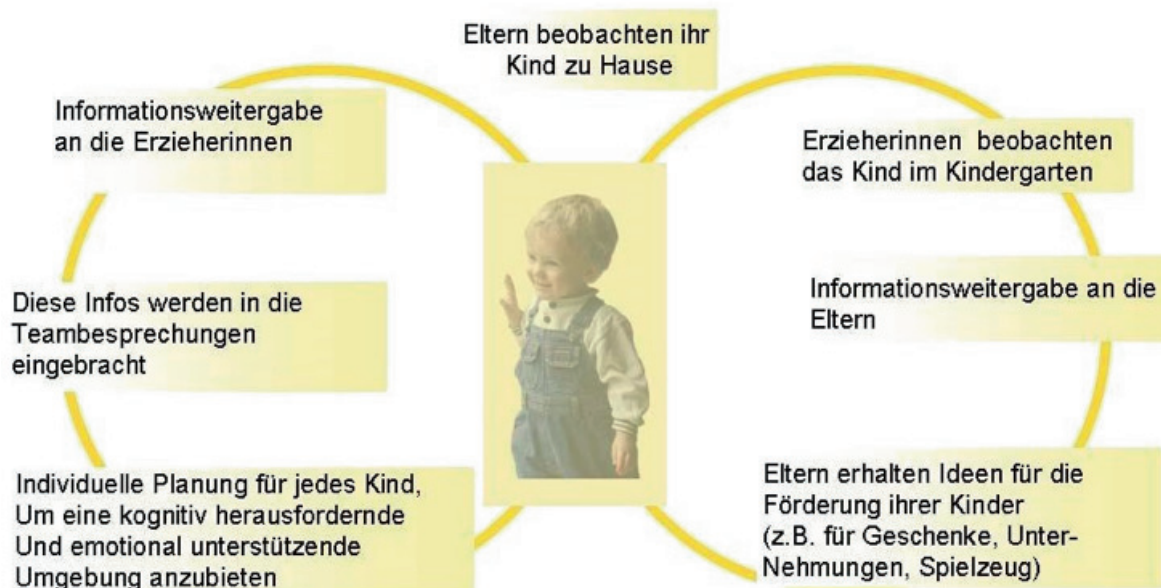 Eltern beobachten ihr
Kind zu Hause
Informationsweitergabe
an die Erzieherinnen
Diese Infos werden in die
Teambesprechungen
eingebracht
Individuelle Planung für jedes Kind,
Um eine kognitiv herausfordernde
Und emotional unterstützende
Umgebung anzubieten
Erzieherinnen beobachten
das Kind im Kindergarten
Informationsweitergabe an die
Eltern
Eltern erhalten Ideen für die
Förderung ihrer Kinder
(z.B. für Geschenke, Unter-
Nehmungen, Spielzeug)